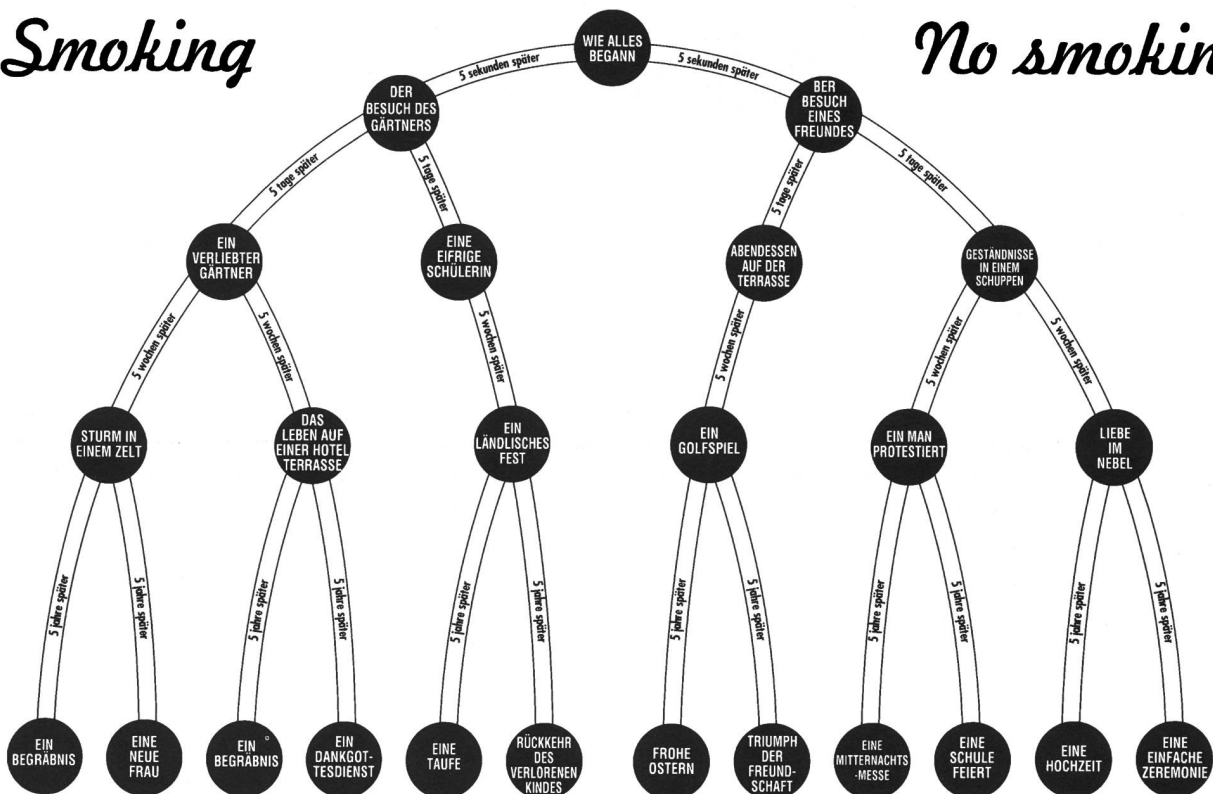 Smoking
No smokin
WIE ALLES
BEGANN
5 sekunden später
5 sekunden später
DER
BESUCH DES
GÄRTNERS
BER
BESUCH
EINES
FREUNDES
5 tage später
5 tage später
5 tage später
5 tage später
EIN
VERLIEBTER
GÄRTNER
EINE
EIFRIGE
SCHÜLERIN
ABENDESSEN
AUF DER
TERRASSE
GESTÄNDNISSE
IN EINEM
SCHUPPEN
5 wochen später
5 wochen später
5 wochen später
5 wochen später
5 wochen später
5 wochen später
STURM IN
EINEM ZELT
DAS
LEBEN AUF
EINER HOTEL
TERRASSE
EIN
LÄNDLISCHES
FEST
EIN
GOLFSPIEL
EIN MAN
PROTESTIERT
LIEBE
IM
NEBEL
5 jahre später
5 jahre später
5 jahre später
5 jahre später
5 jahre später
5 jahre später
5 jahre später
5 jahre später
5 jahre später
5 jahre später
5 jahre später
5 jahre später
EIN
BEGRÄBNIS
EINE
NEUE
FRAU
EIN
BEGRÄBNIS
EIN
DANKGOT-
TESDIENST
EINE
TAUFE
RÜCKKEHR
DES
VERLORENEN
KINDES
FROHE
OSTERN
TRIUMPH
DER
FREUND-
SCHAFT
EINE
MITTERNACHTS
-MESSE
EINE
SCHULE
FEIERT
EINE
HOCHZEIT
EINE
EINFACHE
ZEREMONIE